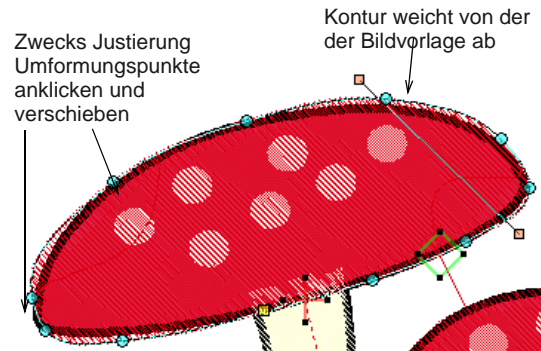 Zwecks Justierung
Umformungspunkte
anklicken und
verschieben
Kontur weicht von der
der Bildvorlage ab